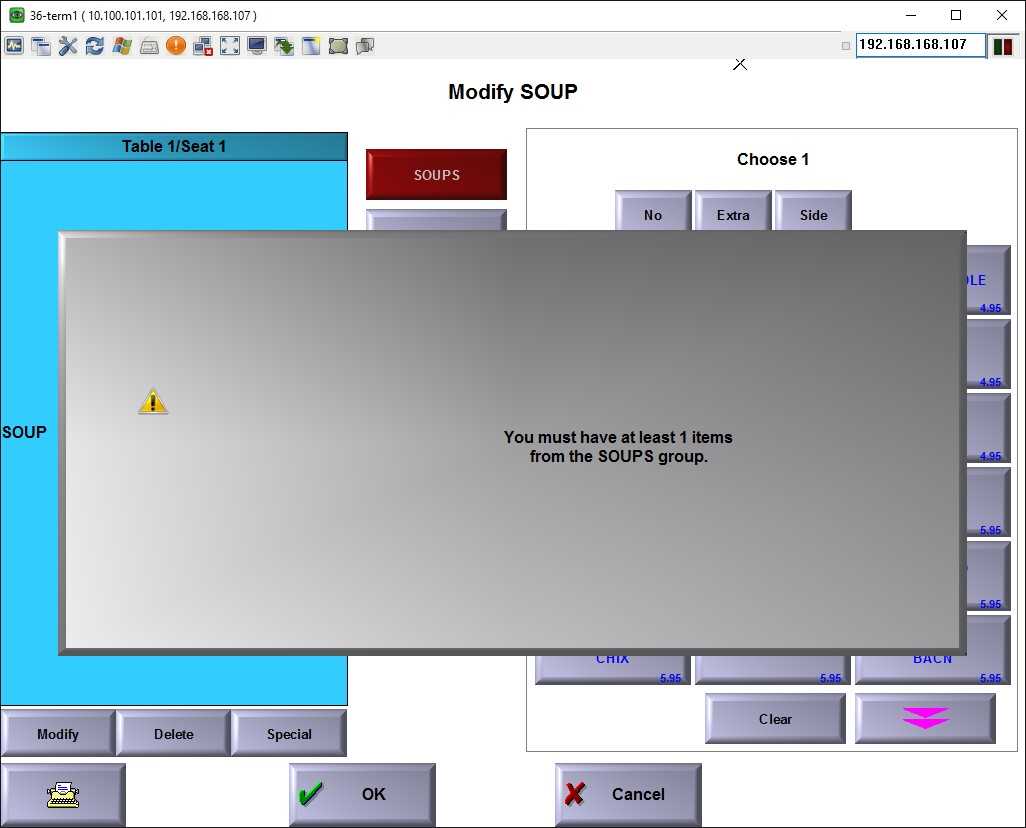 36-term1 ( 10.100.101.101, 192.168.168.107 )
192.168.168.107
Modify SOUP
Table 1/Seat 1
SOUPS
Choose 1
No
Extra
Side
4.95
4.95
4.95
SOUP
You must have at least 1 items
from the SOUPS group.
5.95
5.95
CHIX
BACN
5.95
5.95
5.95
Clear
Modify
Delete
Special
OK
Cancel